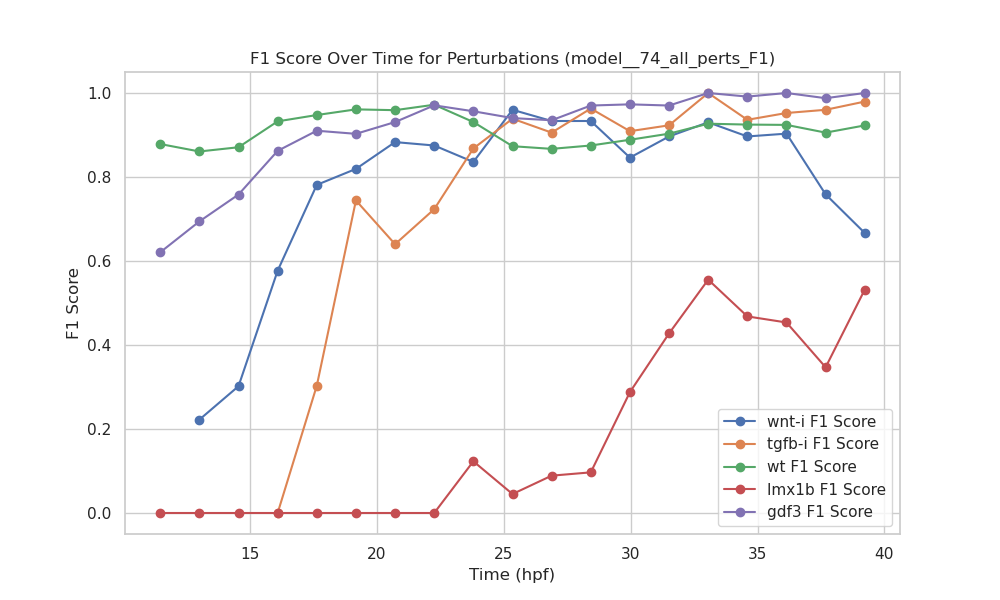 F1 Score Over Time for Perturbations (model__74_all_perts_F1)
1.0
0.8
0.6
0.4
0.2
0.0
F1 Score
15
20
25
30
35
40
Time (hpf)
wnt-i F1 Score
tgfb-i F1 Score
wt F1 Score
lmx1b F1 Score
gdf3 F1 Score